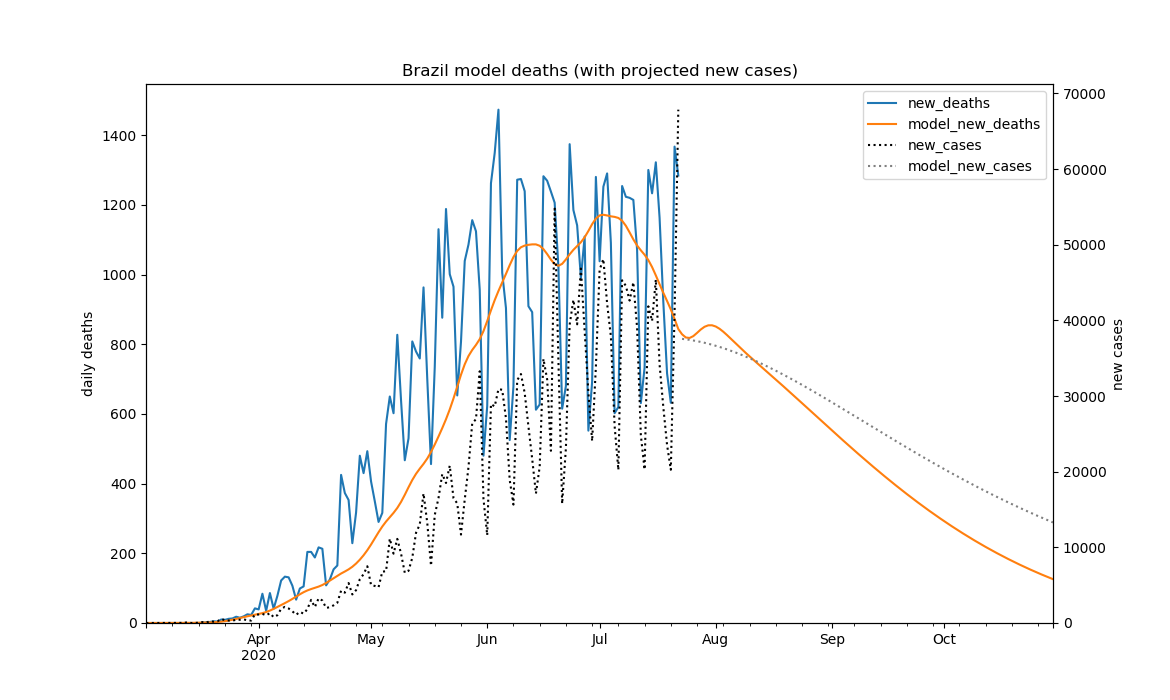 Brazil model deaths (with projected new cases)
new_deaths
model_new_deaths
new_cases
model_new_cases
1400
1200
1000
800
600
400
200
0
daily deaths
70000
60000
50000
40000
30000
20000
10000
0
new cases
Apr
2020
May
Jun
Jul
Aug
Sep
Oct